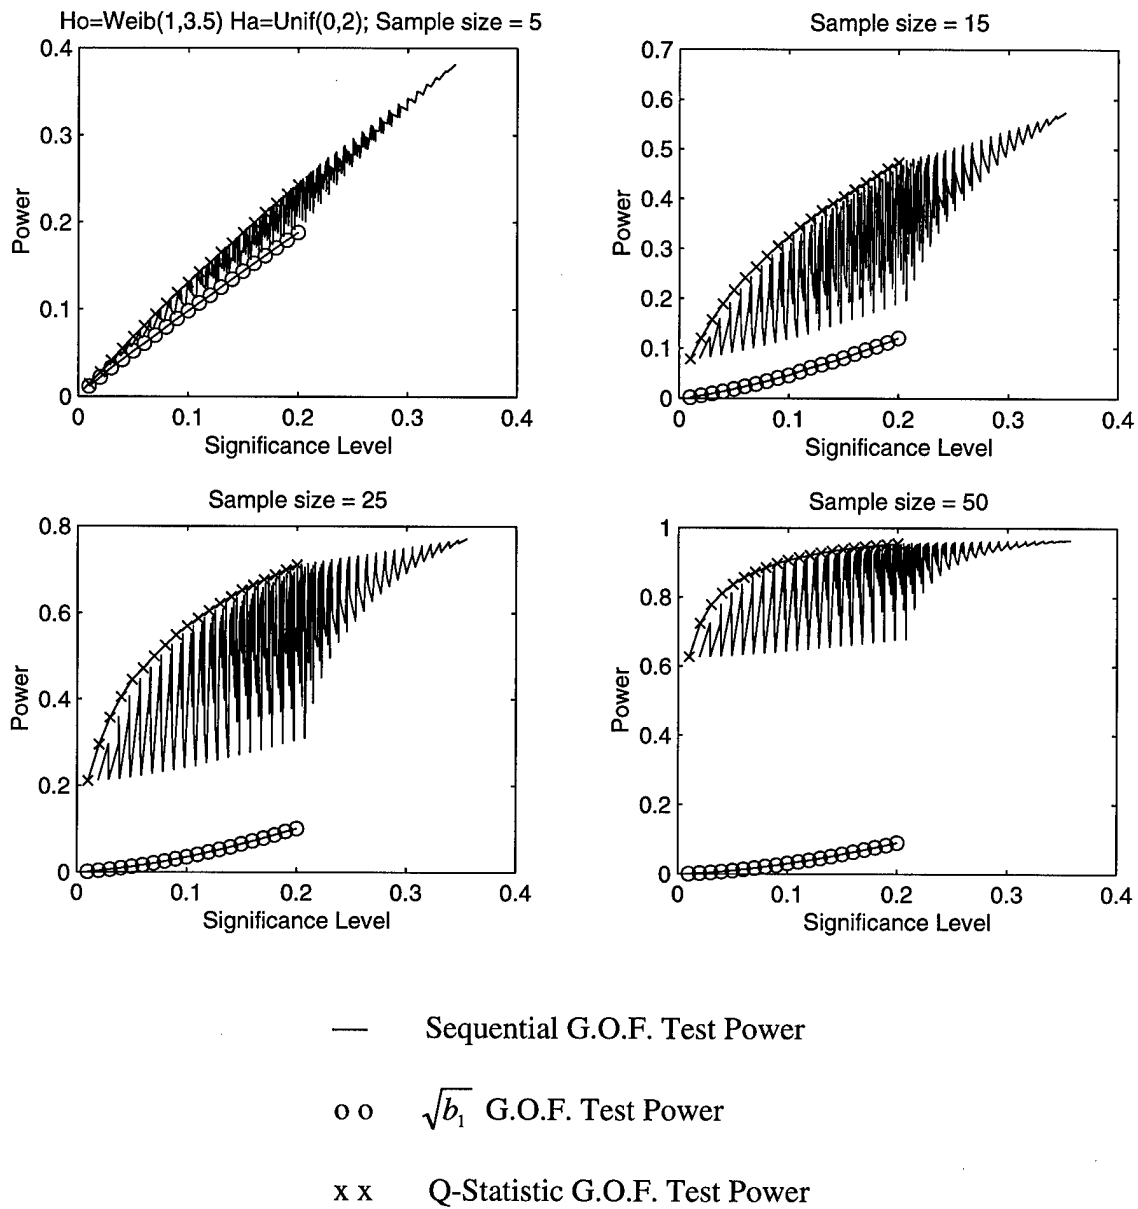 Ho=Weib(1,3.5) Ha=Unif(0,2); Sample size = 5
0.4
0.3
0.2
0.1
0
Power
0 0.1 0.2 0.3 0.4
Significance Level
Sample size = 15
0.7
0.6
0.5
0.4
0.3
0.2
0.1
0
Power
0 0.1 0.2 0.3 0.4
Significance Level
Sample size = 25
0.8
0.6
0.4
0.2
0
Power
0 0.1 0.2 0.3 0.4
Significance Level
Sample size = 50
1
0.8
0.6
0.4
0.2
0
Power
0 0.1 0.2 0.3 0.4
Significance Level
— Sequential G.O.F. Test Power
o o √b₁ G.O.F. Test Power
x x Q-Statistic G.O.F. Test Power